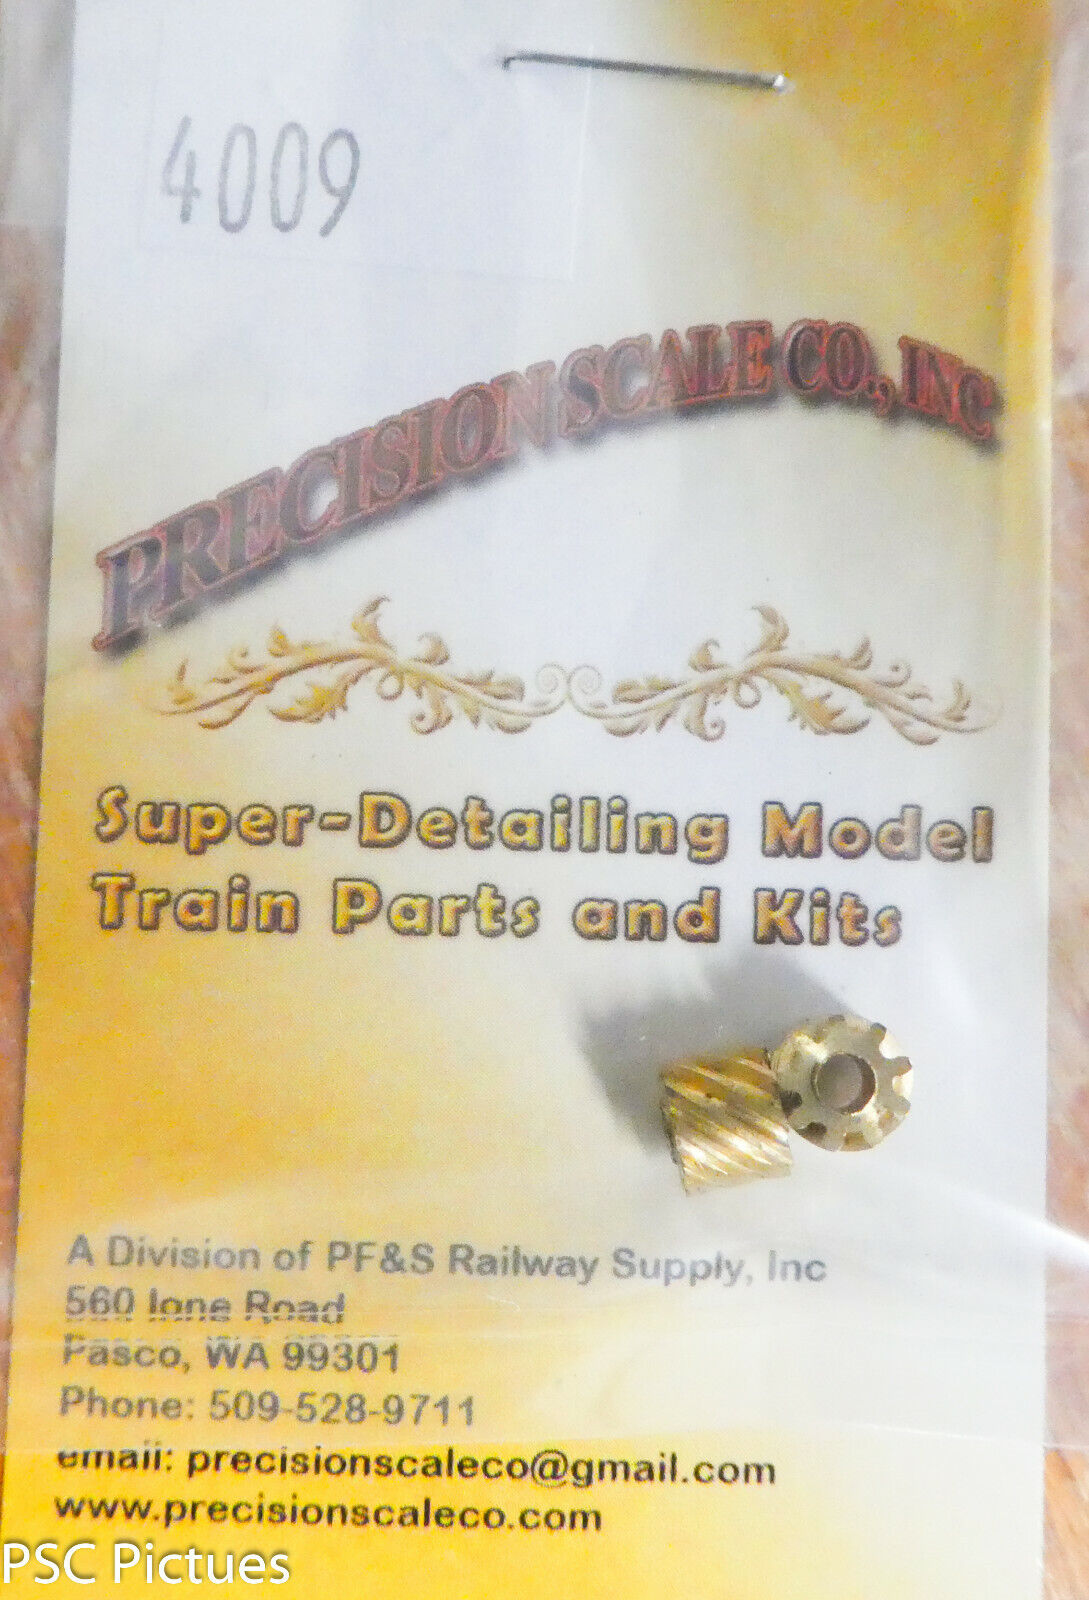 4009
PRECISION SCALE CO., INC
Super-Detailing Model
Train Parts and Kits
A Division of PF&S Railway Supply, Inc
560 Ione Road
Pasco, WA 99301
Phone: 509-528-9711
email: precisionscaleco@gmail.com
www.precisionscaleco.com
PSC Pictues